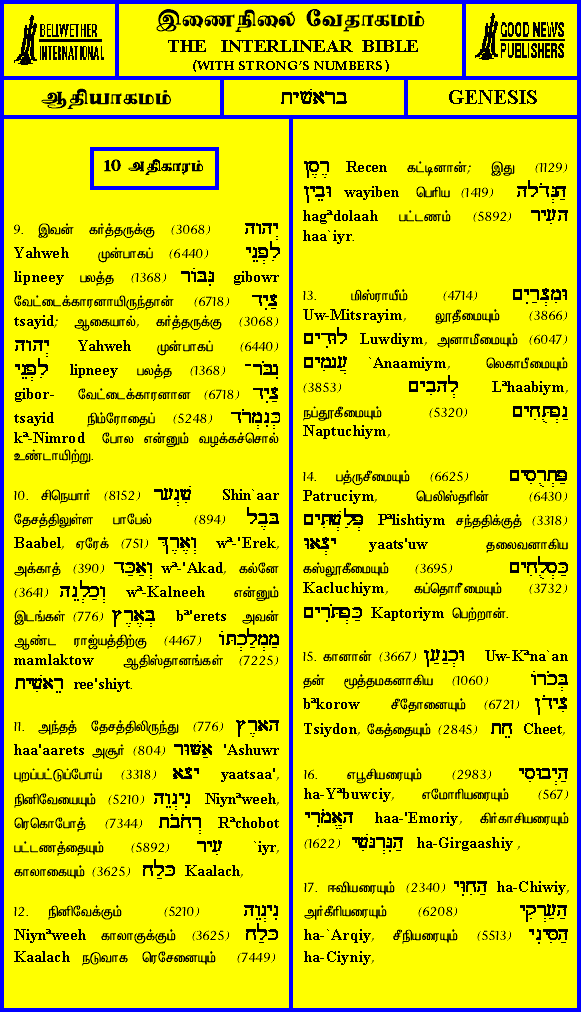 BELLWETHER
INTERNATIONAL
இணைநிலை வேதாகமம்
THE INTERLINEAR BIBLE
(WITH STRONG'S NUMBERS)
GOOD NEWS
PUBLISHERS
ஆதியாகமம்
בראשׁית
GENESIS
10 அதிகாரம்
9. இவன் கர்த்தருக்கு (3068) יְהוה
Yahweh முன்பாகப் (6440) לִפְנֵי
lipneey பலத்த (1368) גִּבּוֹר gibowr
வேட்டைக்காரனாயிருந்தான் (6718) צַיִד
tsayid; ஆகையால், கர்த்தருக்கு (3068)
יְהוה Yahweh முன்பாகப் (6440)
לִפְנֵי lipneey பலத்த (1368) גִּבֹּר־
gibor- வேட்டைக்காரனான (6718) צַיִד
tsayid நிம்ரோதைப் (5248) כְּנִמְרֹד
kª-Nimrod போல என்னும் வழக்கச்சொல்
உண்டாயிற்று.
10. சிநெயார் (8152) שִׁנְעָר Shin`aar
தேசத்திலுள்ள பாபேல் (894) בָּבֶל
Baabel, ஏரேக் (751) וְאֶרֶךְ wª-'Erek,
அக்காத் (390) וְאַכַּד wª-'Akad, கல்னே
(3641) וְכַלְנֵה wª-Kalneeh என்னும்
இடங்கள் (776) בְּאֶרֶץ bª'erets அவன்
ஆண்ட ராஜ்யத்திற்கு (4467) מַמְלַכְתּוֹ
mamlaktow ஆதிஸ்தானங்கள் (7225)
רֵאשִׁית ree'shiyt.
11. அந்தத் தேசத்திலிருந்து (776) הָאָרֶץ
haa'aarets அசூர் (804) אַשּׁוּר 'Ashuwr
புறப்பட்டுப்போய் (3318) יָצָא yaatsaa',
நினிவேயையும் (5210) נִינְוֵה Niynªweeh,
ரெகொபோத் (7344) רְחֹבֹת Rªchobot
பட்டணத்தையும் (5892) עִיר `iyr,
காலாகையும் (3625) כָּלַח Kaalach,
12. நினிவேக்கும் (5210) נִינְוֵה
Niynªweeh காலாகுக்கும் (3625) כָּלַח
Kaalach நடுவாக ரெசேனையும் (7449)
רֶסֶן Recen கட்டினான்; இது (1129)
וּבֵין wayiben பெரிய (1419) הַגְּדֹלָה
hagªdolaah பட்டணம் (5892) הָעִיר
haa`iyr.
13. மிஸ்ராயீம் (4714) וּמִצְרַיִם
Uw-Mitsrayim, லூதீமையும் (3866)
לוּדִים Luwdiym, அனாமீமையும் (6047)
עֲנָמִים `Anaamiym, லெகாபீமையும்
(3853) לְהָבִים Lªhaabiym,
நப்தூகீமையும் (5320) נַפְתֻּחִים
Naptuchiym,
14. பத்ருசீமையும் (6625) פַּתְרֻסִים
Patruciym, பெலிஸ்தரின் (6430)
פְּלִשְׁתִּים Pªlishtiym சந்ததிக்குத் (3318)
יָצְאוּ yaats'uw தலைவனாகிய
கஸ்லூகீமையும் (3695) כַּסְלֻחִים
Kacluchiym, கப்தொரீமையும் (3732)
כַּפְתֹּרִים Kaptoriym பெற்றான்.
15. கானான் (3667) וּכְנַעַן Uw-Kªna`an
தன் மூத்தமகனாகிய (1060) בְּכֹרוֹ
bªkorow சீதோனையும் (6721) צִידֹן
Tsiydon, கேத்தையும் (2845) חֵת Cheet,
16. எபூசியரையும் (2983) הַיְבוּסִי
ha-Yªbuwciy, எமோரியரையும் (567)
הָאֱמֹרִי haa-'Emoriy, கிர்காசியரையும்
(1622) הַגִּרְגָּשִׁי ha-Girgaashiy ,
17. ஈவியரையும் (2340) הַחִוִּי ha-Chiwiy,
அர்கீரியரையும் (6208) הָעַרְקִי
ha-`Arqiy, சீநியரையும் (5513) הַסִּינִי
ha-Ciyniy,